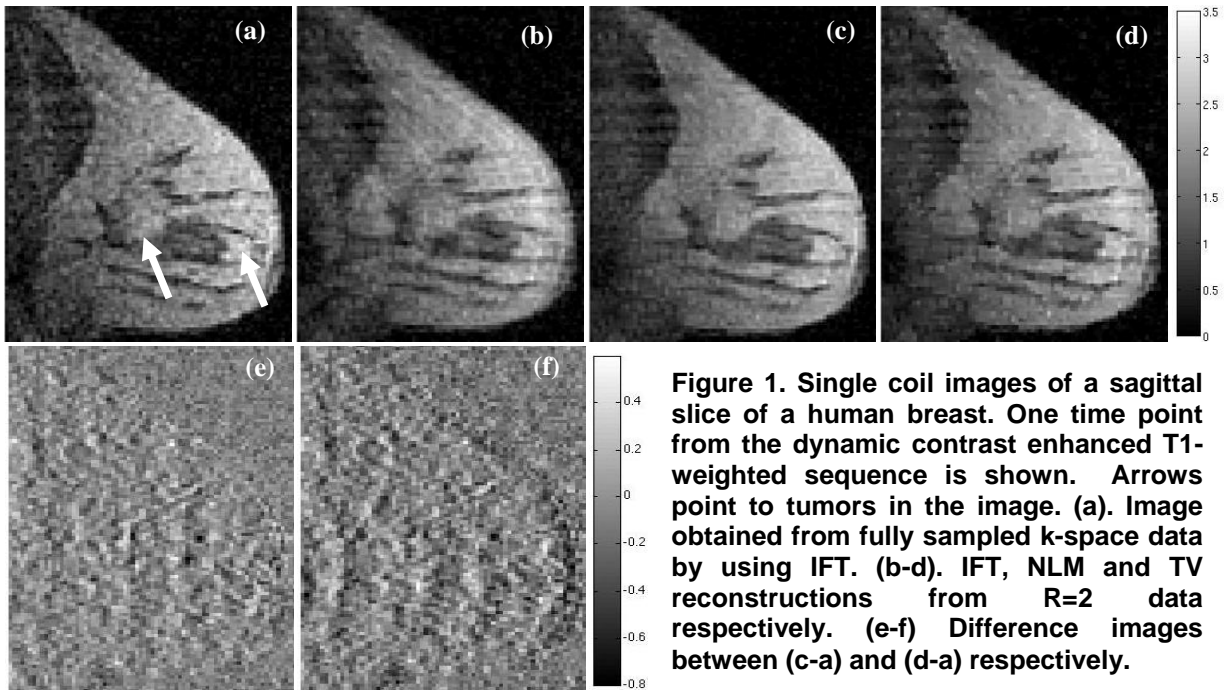 (a)
(b)
(c)
(d)
3.5
3
2.5
2
1.5
1
0.5
0
(e)
(f)
0.4
0.2
0
-0.2
-0.4
-0.6
-0.8
Figure 1. Single coil images of a sagittal
slice of a human breast. One time point
from the dynamic contrast enhanced T1-
weighted sequence is shown. Arrows
point to tumors in the image. (a). Image
obtained from fully sampled k-space data
by using IFT. (b-d). IFT, NLM and TV
reconstructions from R=2 data
respectively. (e-f) Difference images
between (c-a) and (d-a) respectively.